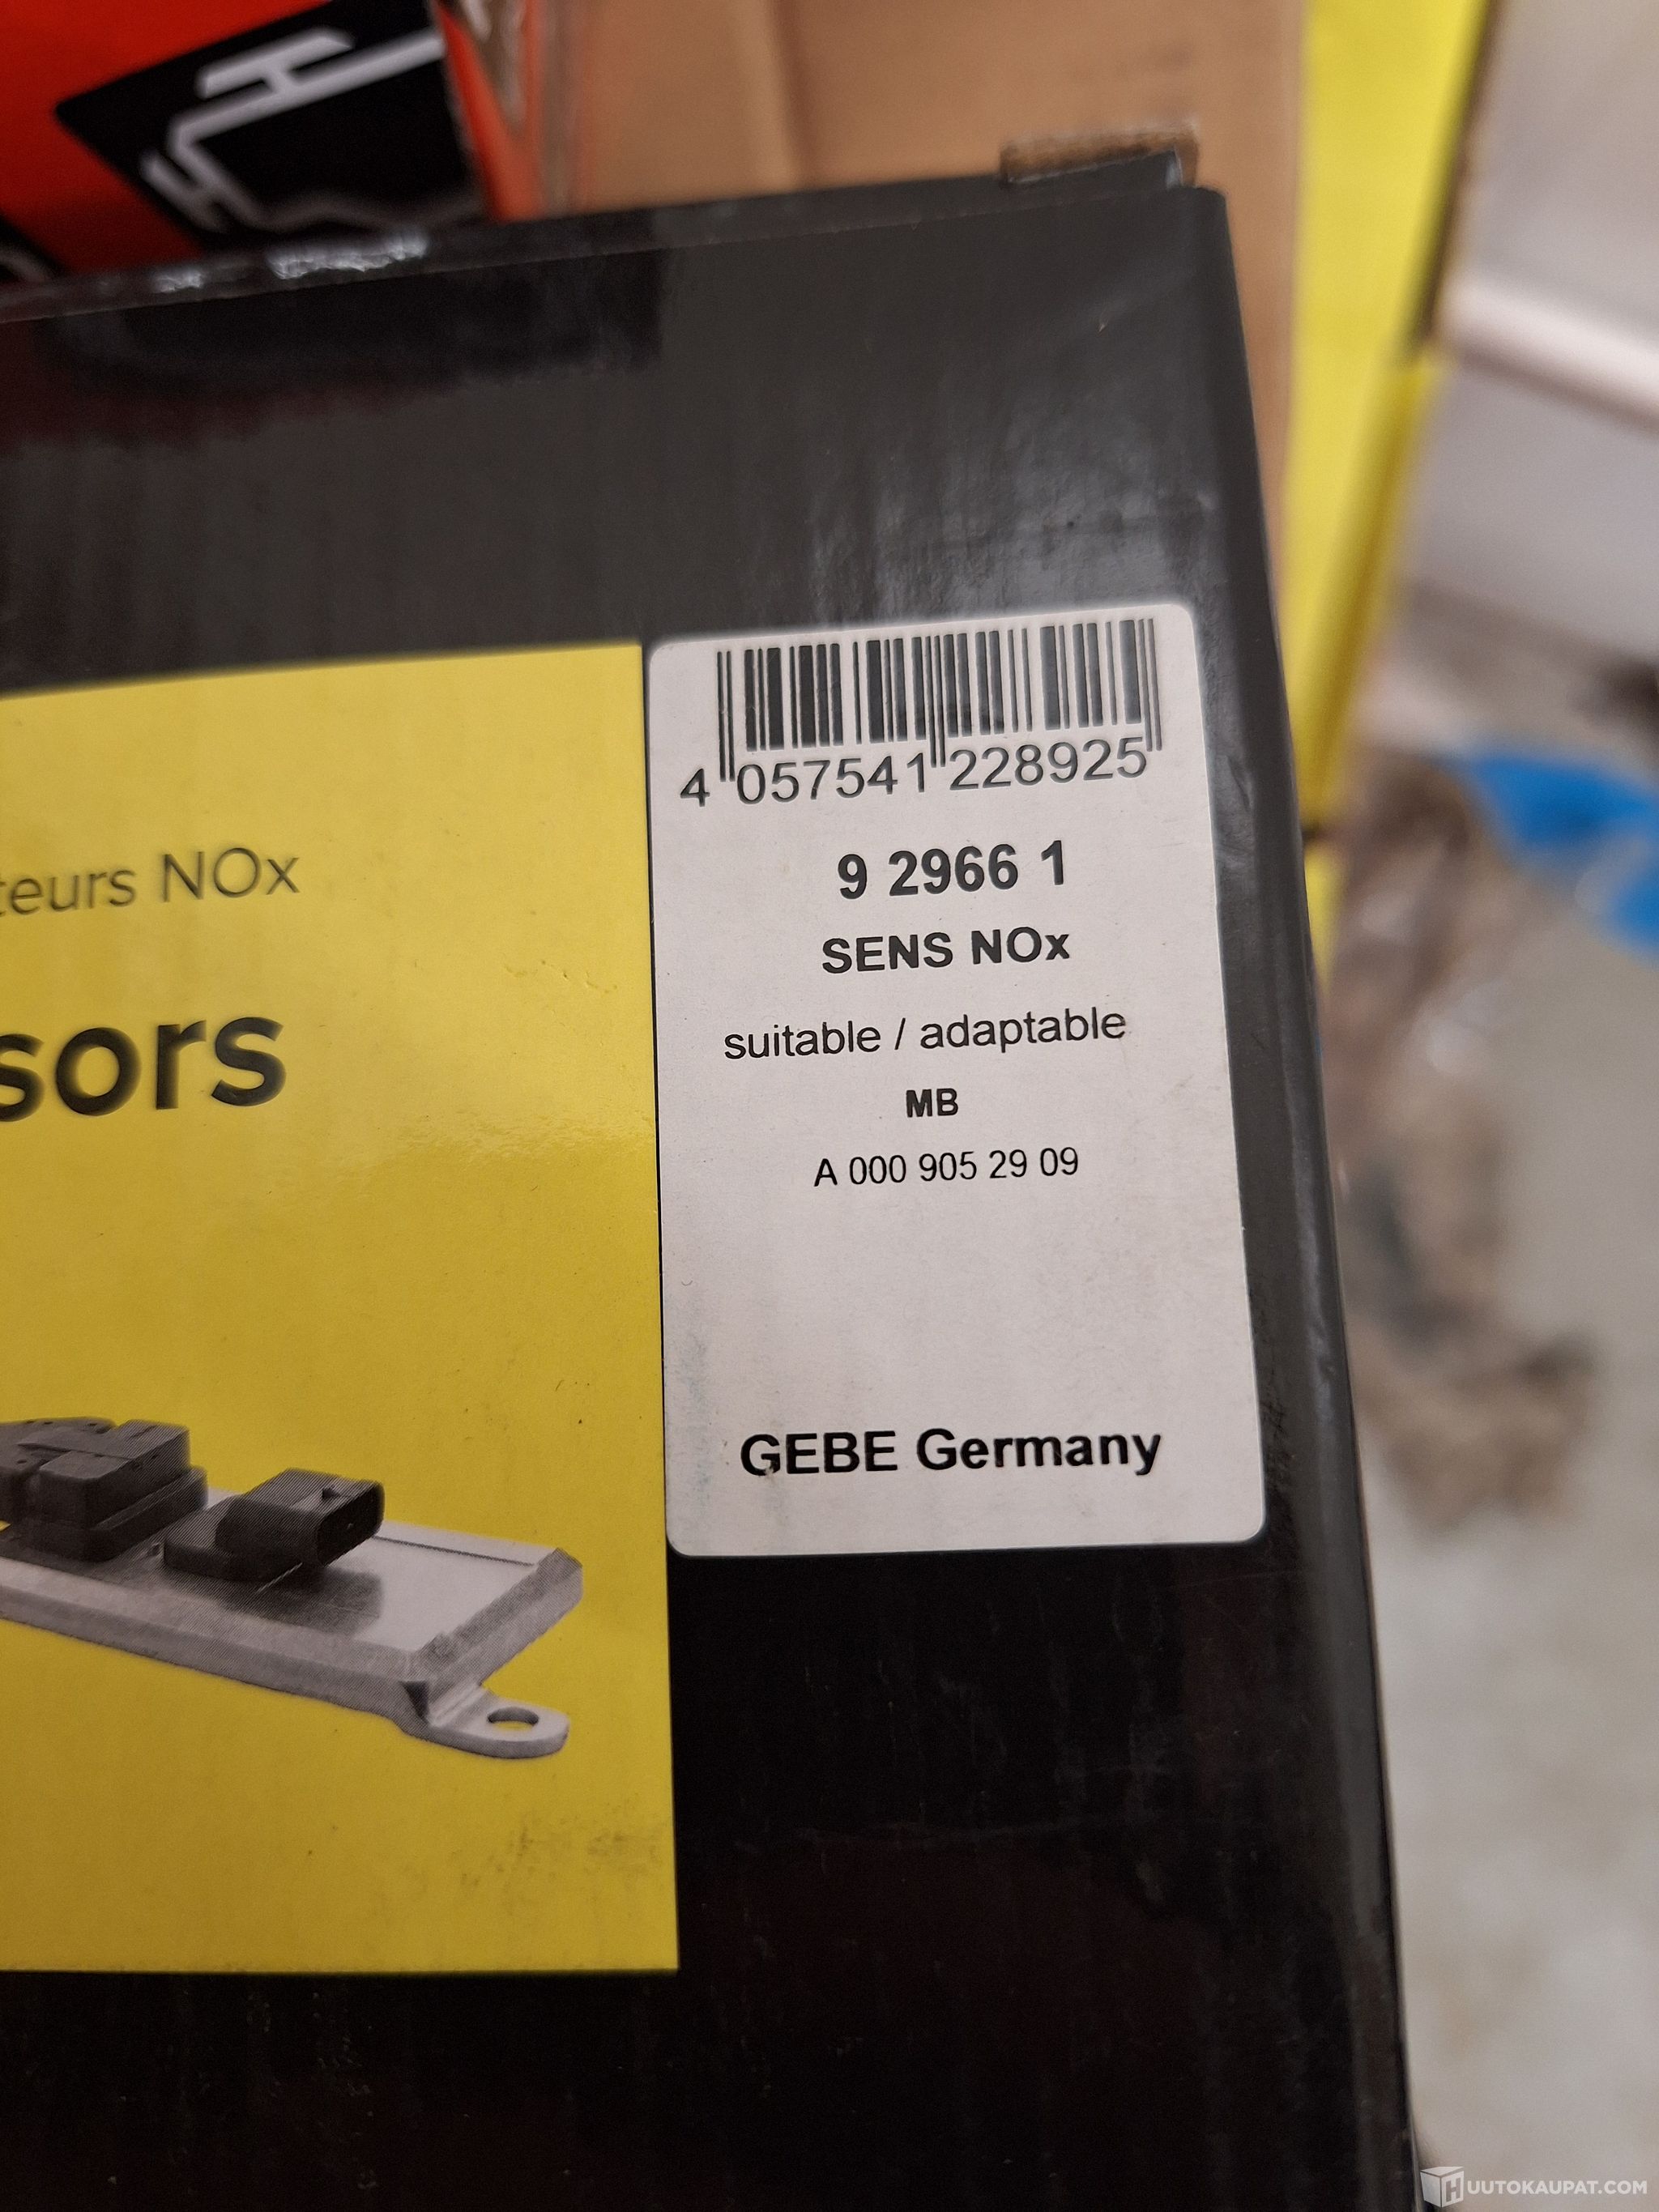 4 057541 228925
9 2966 1
SENS NOx
suitable / adaptable
MB
A 000 905 29 09
GEBE Germany
teurs NOx
sors
HUUTOKAUPAT.COM